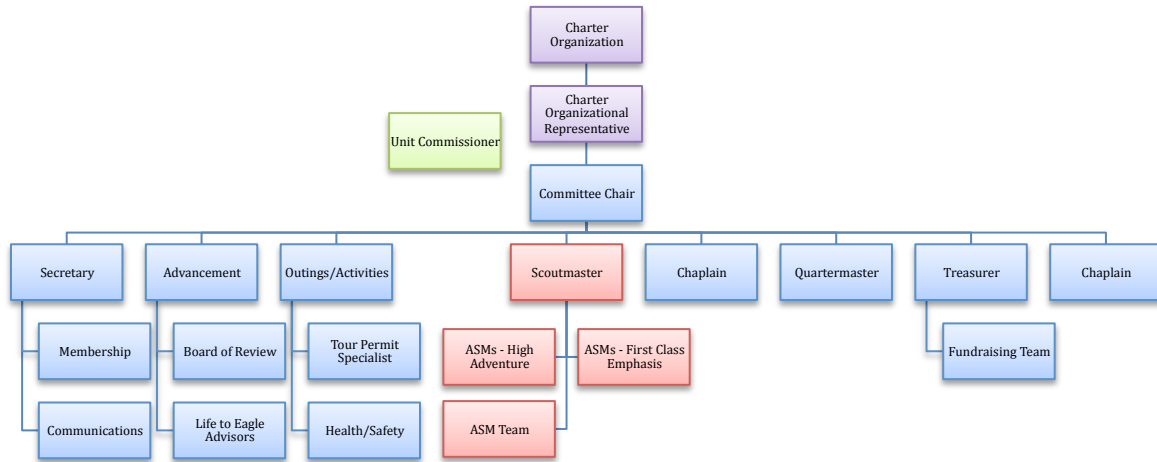 Charter
Organization
Charter
Organizational
Representative
Unit Commissioner
Committee Chair
Secretary
Advancement
Outings/Activities
Scoutmaster
Chaplain
Quartermaster
Treasurer
Chaplain
Membership
Board of Review
Tour Permit
Specialist
ASMs - High
Adventure
ASMs - First Class
Emphasis
Fundraising Team
Communications
Life to Eagle
Advisors
Health/Safety
ASM Team